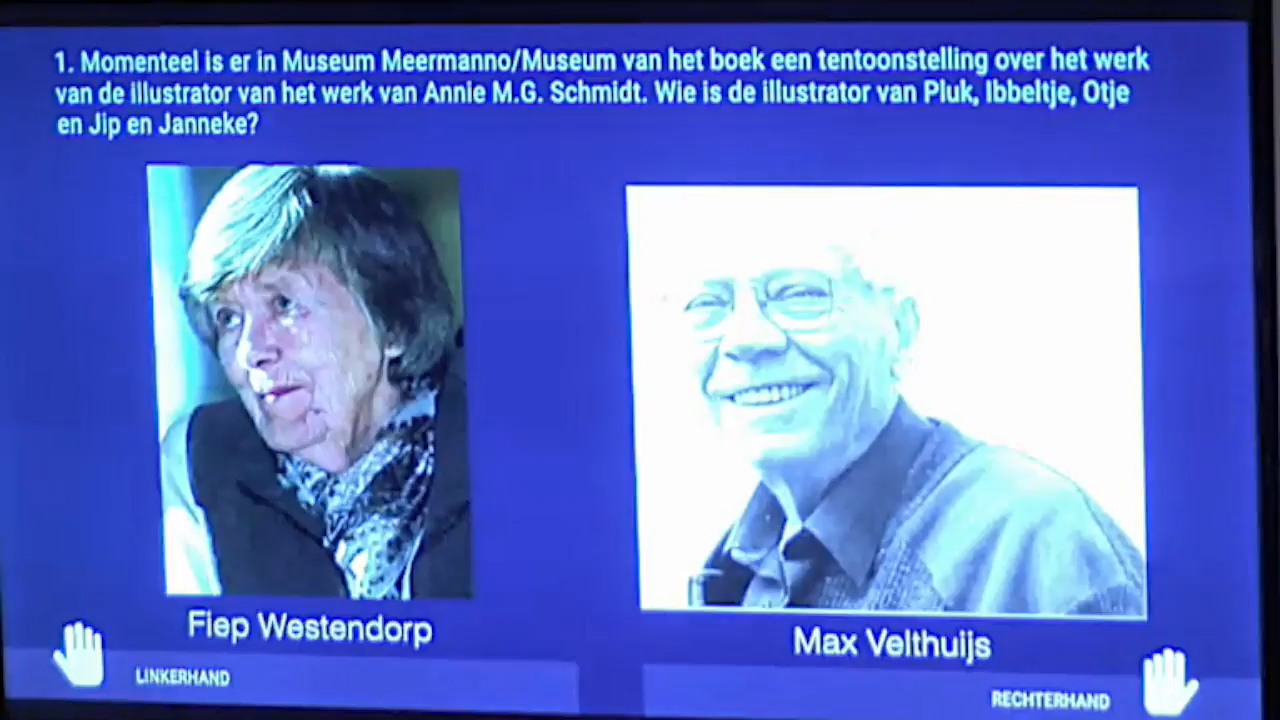 1. Momenteel is er in Museum Meermanno/Museum van het boek een tentoonstelling over het werk
van de illustrator van het werk van Annie M.G. Schmidt. Wie is de illustrator van Pluk, Ibbeltje, Otje
en Jip en Janneke?
Fiep Westendorp
Max Velthuijs
LINKERHAND
RECHTERHAND